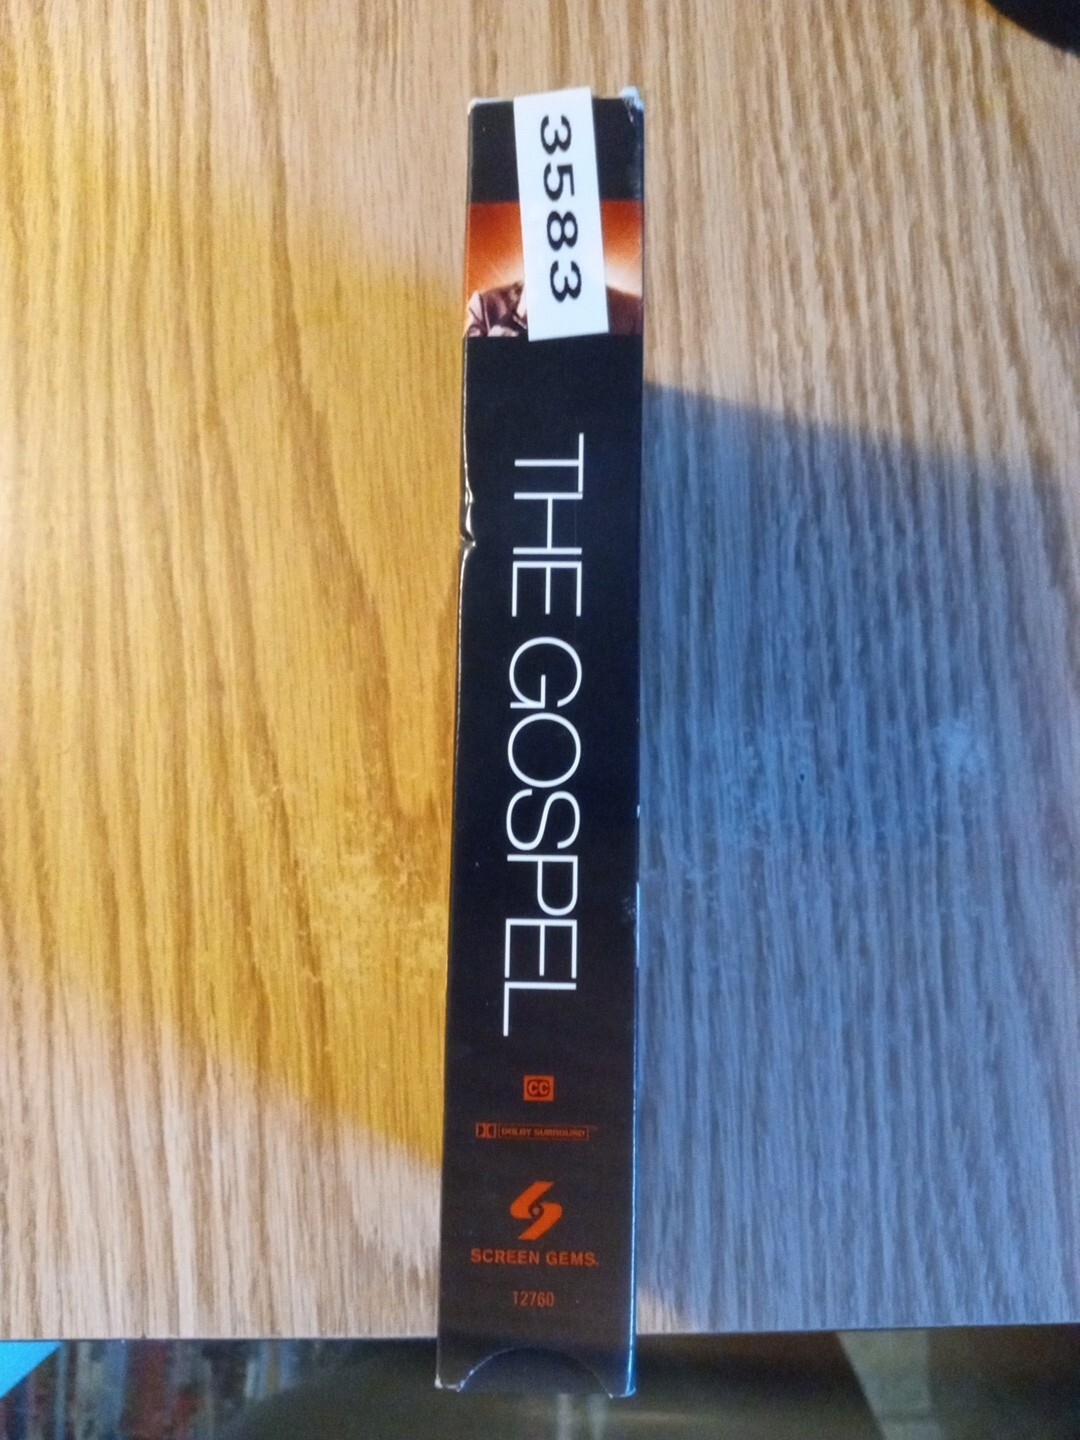 3583
THE GOSPEL
CC
DOLBY SURROUND
SCREEN GEMS.
12760